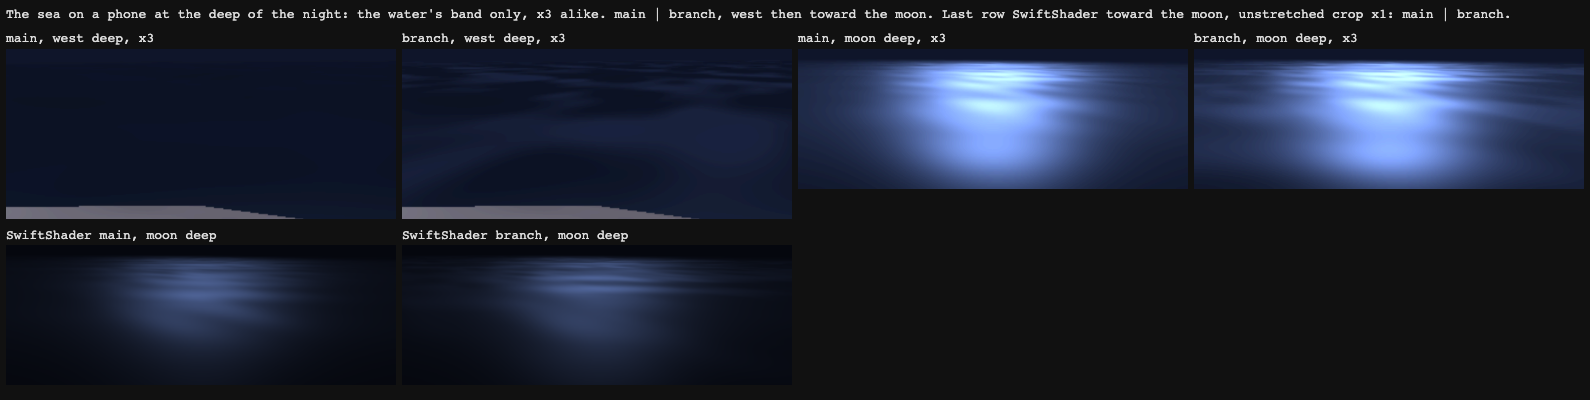 The sea on a phone at the deep of the night: the water's band only, x3 alike. main | branch, west then toward the moon. Last row SwiftShader toward the moon, unstretched crop x1: main | branch.
main, west deep, x3
branch, west deep, x3
main, moon deep, x3
branch, moon deep, x3
SwiftShader main, moon deep
SwiftShader branch, moon deep